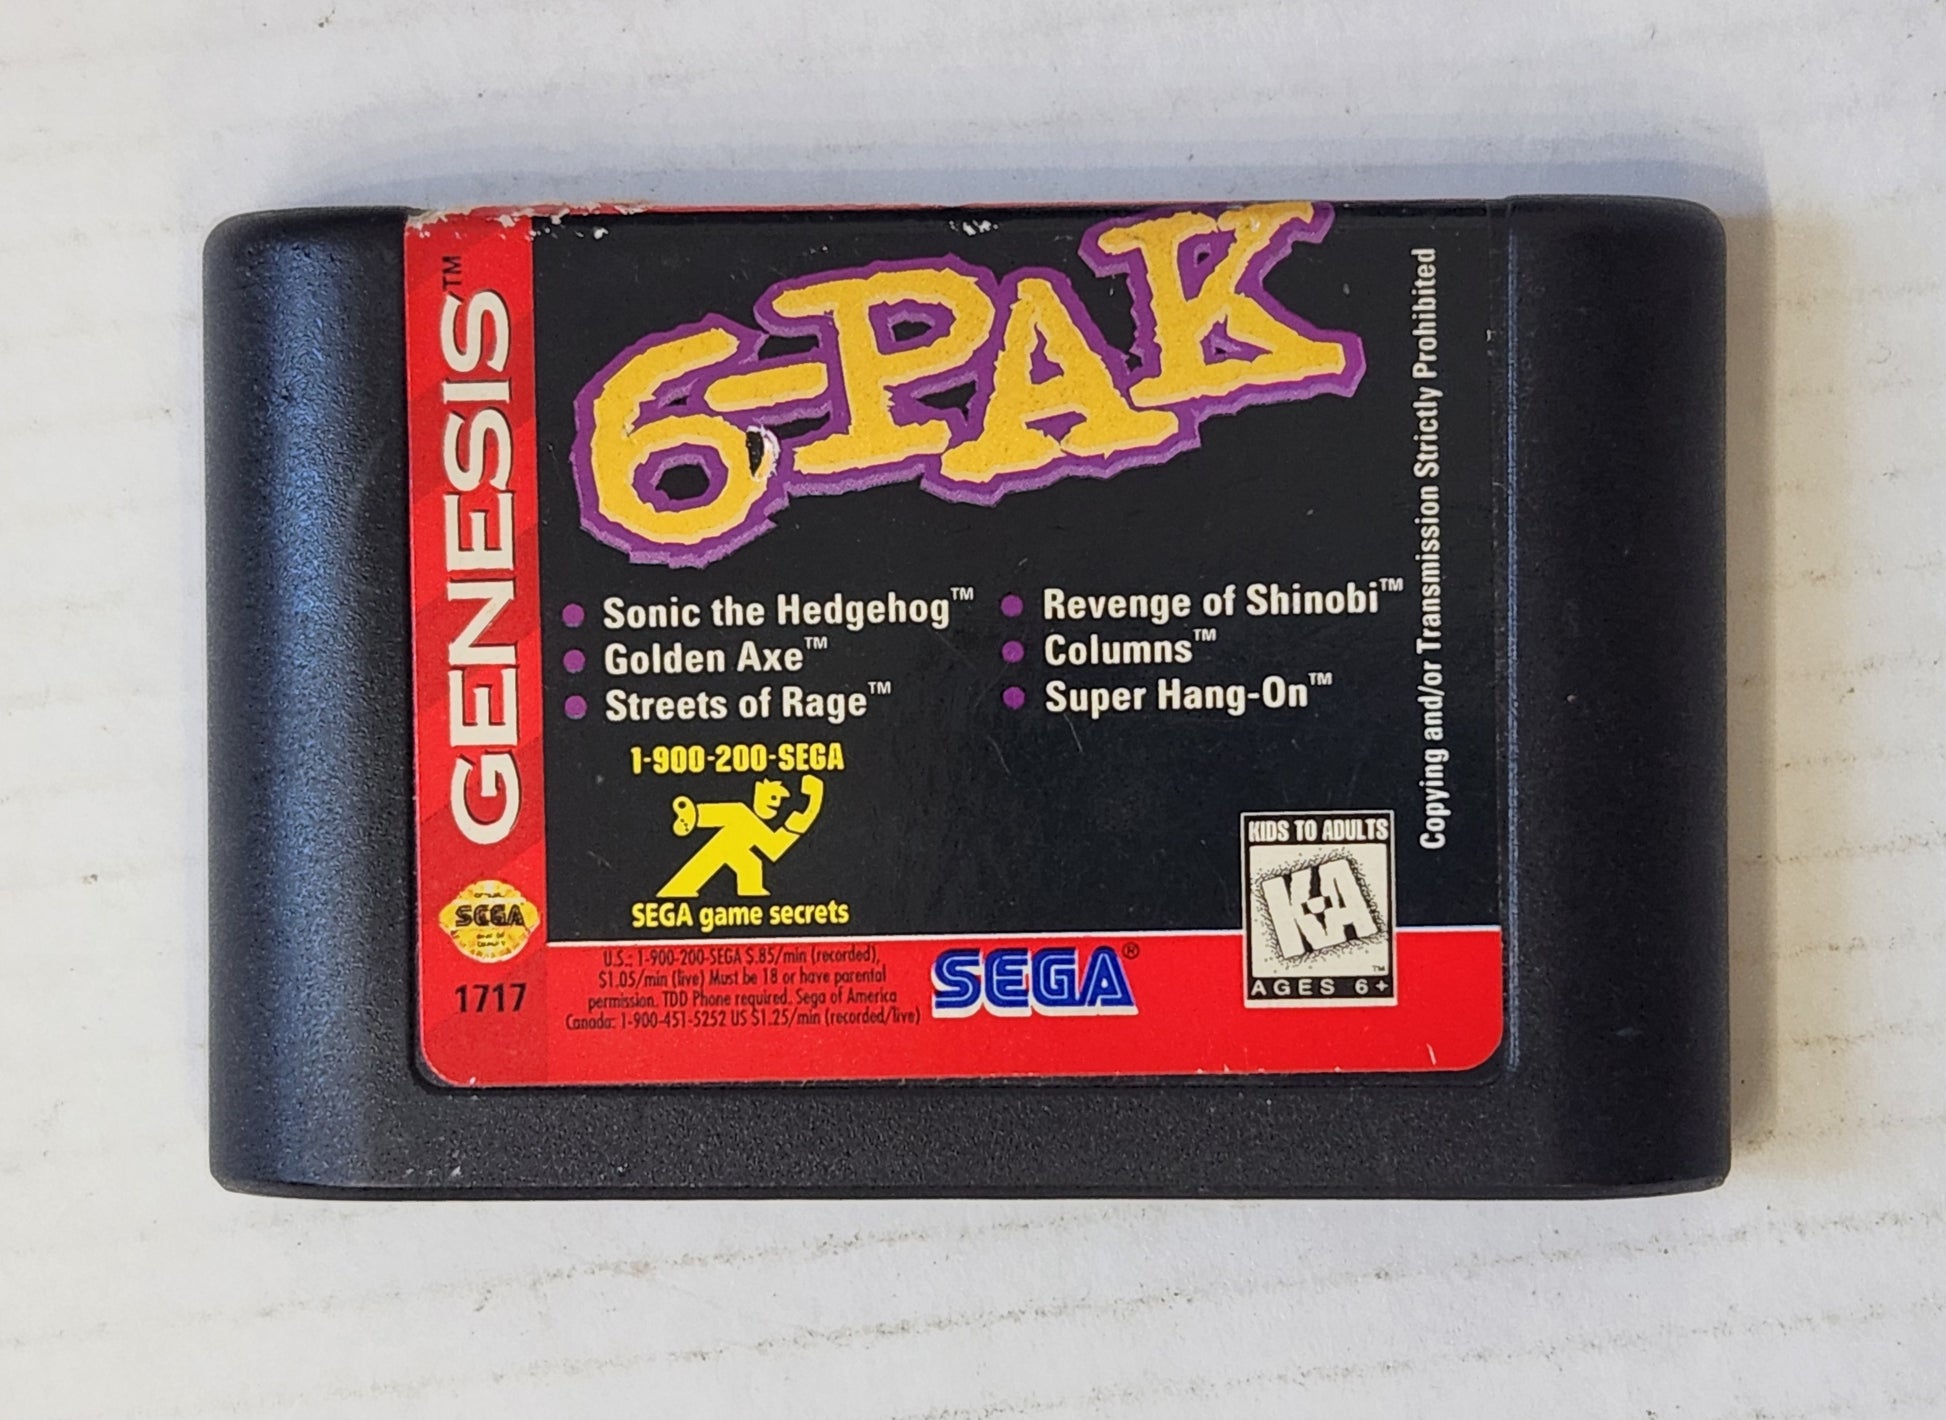 GENESIS™
6-PAK
Sonic the Hedgehog™
Golden Axe™
Streets of Rage™
Revenge of Shinobi™
Columns™
Super Hang-On™
1-900-200-SEGA
SEGA game secrets
Copying and/or Transmission Strictly Prohibited
KIDS TO ADULTS
K-A
™
AGES 6+
SEGA
1717
U.S.: 1-900-200-SEGA $.85/min (recorded),
$1.05/min (live) Must be 18 or have parental
permission. TDD Phone required. Sega of America
Canada: 1-900-451-5252 US $1.25/min (recorded/live)
SEGA®